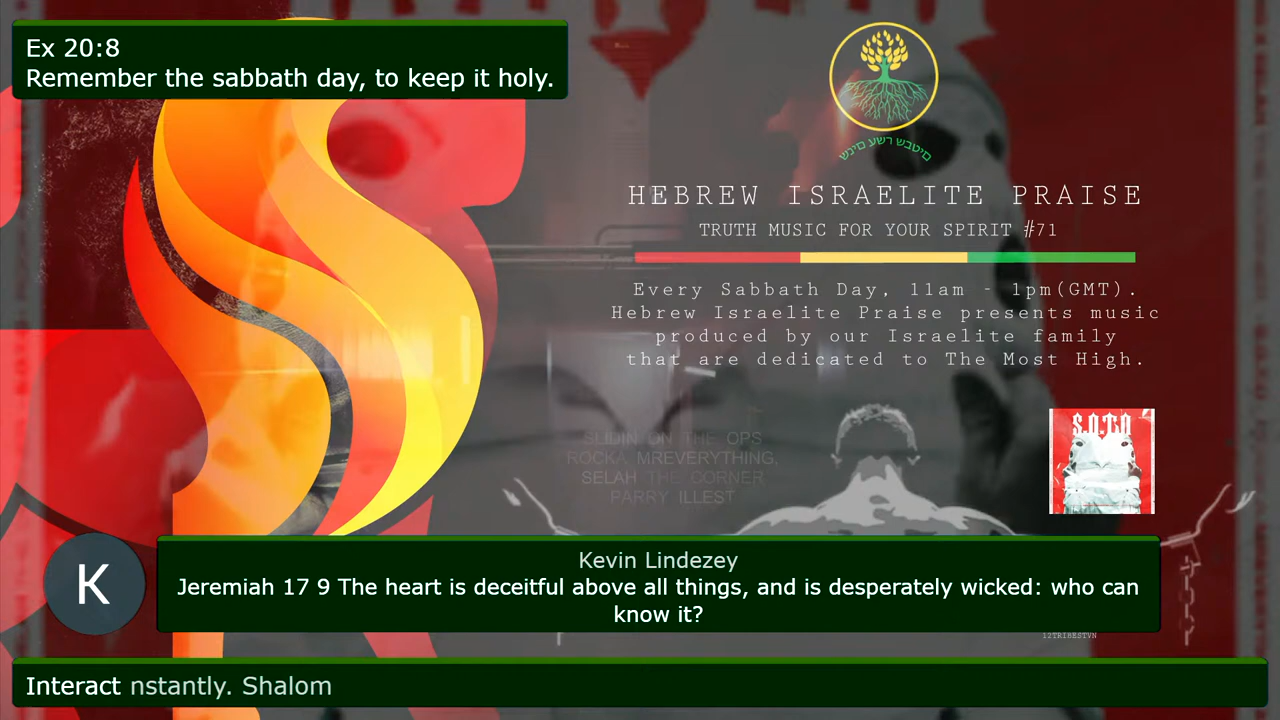 Ex 20:8
Remember the sabbath day, to keep it holy.
שנים עשר שבטים
HEBREW ISRAELITE PRAISE
TRUTH MUSIC FOR YOUR SPIRIT #71
Every Sabbath Day, 11am - 1pm(GMT).
Hebrew Israelite Praise presents music
produced by our Israelite family
that are dedicated to The Most High.
S.O.T.O
SLIDIN ON THE OPS
ROCKA MREVERYTHING,
SELAH THE CORNER
PARRY ILLEST
K
Kevin Lindezey
Jeremiah 17 9 The heart is deceitful above all things, and is desperately wicked: who can
know it?
12TRIBESTVN
Interact nstantly. Shalom